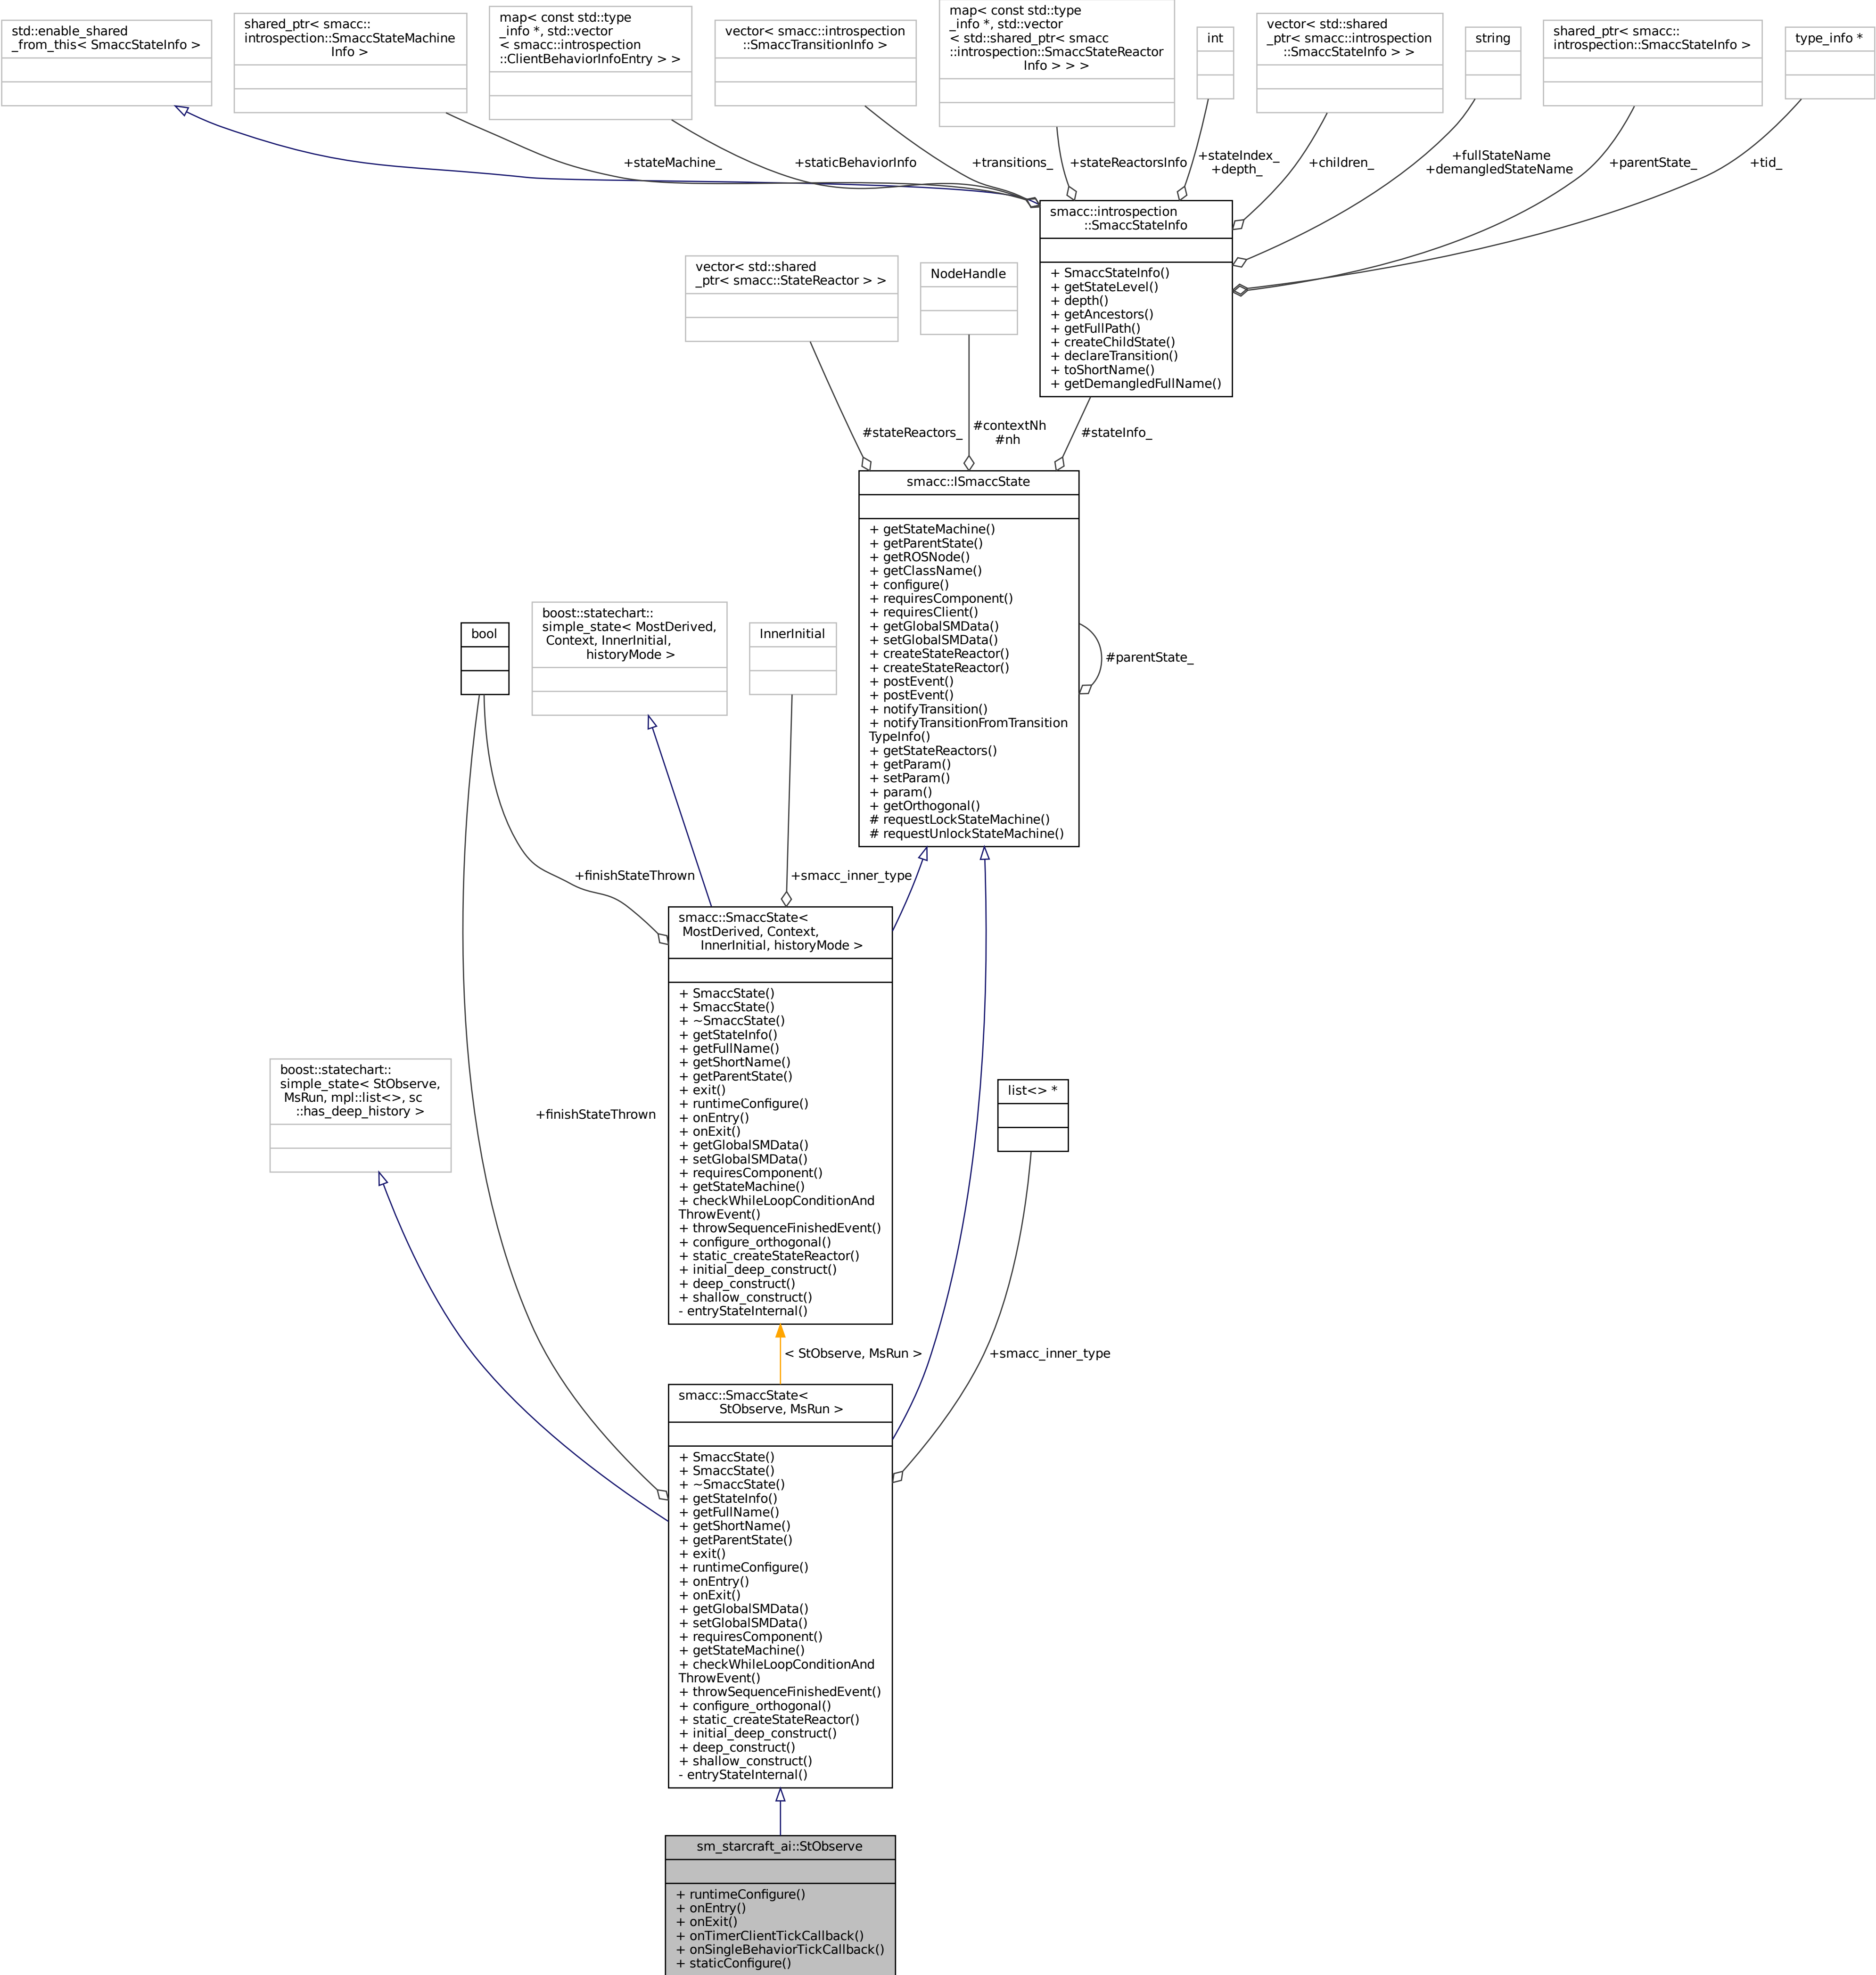 std::enable_shared
_from_this< SmaccStateInfo >
shared_ptr< smacc::
introspection::SmaccStateMachine
Info >
map< const std::type
_info *, std::vector
< smacc::introspection
::ClientBehaviorInfoEntry > >
vector< smacc::introspection
::SmaccTransitionInfo >
map< const std::type
_info *, std::vector
< std::shared_ptr< smacc
::introspection::SmaccStateReactor
Info > > >
int
vector< std::shared
_ptr< smacc::introspection
::SmaccStateInfo > >
string
shared_ptr< smacc::
introspection::SmaccStateInfo >
type_info *
+stateMachine_
+staticBehaviorInfo
+transitions_
+stateReactorsInfo
+stateIndex_
+depth_
+children_
+fullStateName
+demangledStateName
+parentState_
+tid_
smacc::introspection
::SmaccStateInfo
+ SmaccStateInfo()
+ getStateLevel()
+ depth()
+ getAncestors()
+ getFullPath()
+ createChildState()
+ declareTransition()
+ toShortName()
+ getDemangledFullName()
vector< std::shared
_ptr< smacc::StateReactor > >
NodeHandle
#stateReactors_
#contextNh
#nh
#stateInfo_
smacc::ISmaccState
+ getStateMachine()
+ getParentState()
+ getROSNode()
+ getClassName()
+ configure()
+ requiresComponent()
+ requiresClient()
+ getGlobalSMData()
+ setGlobalSMData()
+ createStateReactor()
+ createStateReactor()
+ postEvent()
+ postEvent()
+ notifyTransition()
+ notifyTransitionFromTransition
TypeInfo()
+ getStateReactors()
+ getParam()
+ setParam()
+ param()
+ getOrthogonal()
# requestLockStateMachine()
# requestUnlockStateMachine()
#parentState_
bool
boost::statechart::
simple_state< MostDerived,
Context, InnerInitial,
historyMode >
InnerInitial
+finishStateThrown
+smacc_inner_type
smacc::SmaccState<
MostDerived, Context,
InnerInitial, historyMode >
+ SmaccState()
+ SmaccState()
+ ~SmaccState()
+ getStateInfo()
+ getFullName()
+ getShortName()
+ getParentState()
+ exit()
+ runtimeConfigure()
+ onEntry()
+ onExit()
+ getGlobalSMData()
+ setGlobalSMData()
+ requiresComponent()
+ getStateMachine()
+ checkWhileLoopConditionAnd
ThrowEvent()
+ throwSequenceFinishedEvent()
+ configure_orthogonal()
+ static_createStateReactor()
+ initial_deep_construct()
+ deep_construct()
+ shallow_construct()
- entryStateInternal()
boost::statechart::
simple_state< StObserve,
MsRun, mpl::list<>, sc
::has_deep_history >
+finishStateThrown
list<> *
< StObserve, MsRun >
+smacc_inner_type
smacc::SmaccState<
StObserve, MsRun >
+ SmaccState()
+ SmaccState()
+ ~SmaccState()
+ getStateInfo()
+ getFullName()
+ getShortName()
+ getParentState()
+ exit()
+ runtimeConfigure()
+ onEntry()
+ onExit()
+ getGlobalSMData()
+ setGlobalSMData()
+ requiresComponent()
+ getStateMachine()
+ checkWhileLoopConditionAnd
ThrowEvent()
+ throwSequenceFinishedEvent()
+ configure_orthogonal()
+ static_createStateReactor()
+ initial_deep_construct()
+ deep_construct()
+ shallow_construct()
- entryStateInternal()
sm_starcraft_ai::StObserve
+ runtimeConfigure()
+ onEntry()
+ onExit()
+ onTimerClientTickCallback()
+ onSingleBehaviorTickCallback()
+ staticConfigure()